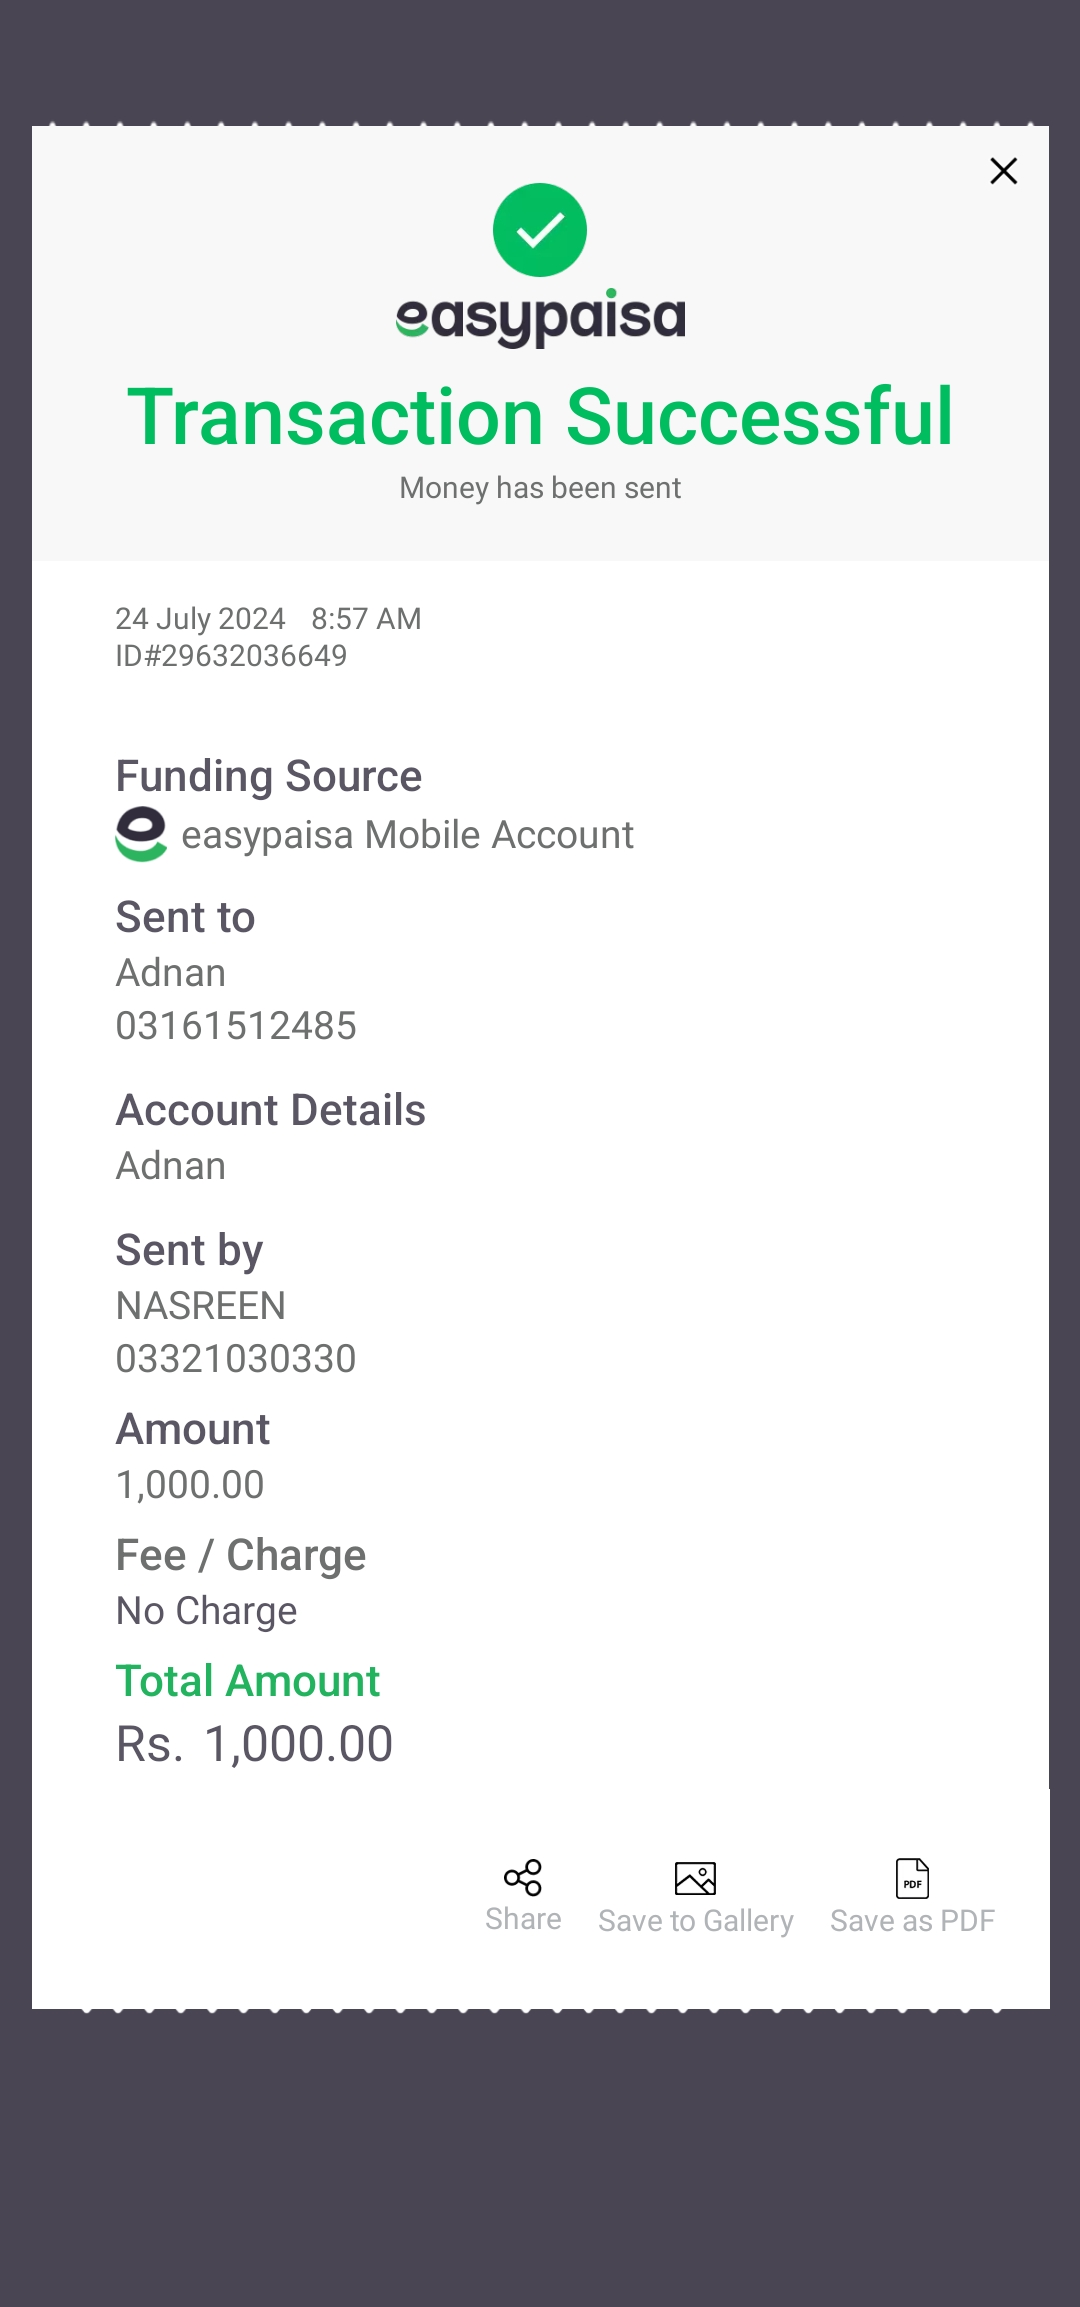 easypaisa
Transaction Successful
Money has been sent
24 July 2024 8:57 AM
ID#29632036649
Funding Source
easypaisa Mobile Account
Sent to
Adnan
03161512485
Account Details
Adnan
Sent by
NASREEN
03321030330
Amount
1,000.00
Fee / Charge
No Charge
Total Amount
Rs. 1,000.00
PDF
Share Save to Gallery Save as PDF